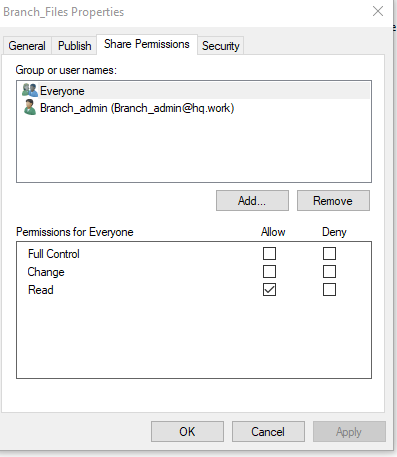 Branch_Files Properties
General Publish Share Permissions Security
Group or user names:
Everyone
Branch_admin (Branch_admin@hq.work)
Add... Remove
Permissions for Everyone Allow Deny
Full Control
Change
Read
OK Cancel Apply